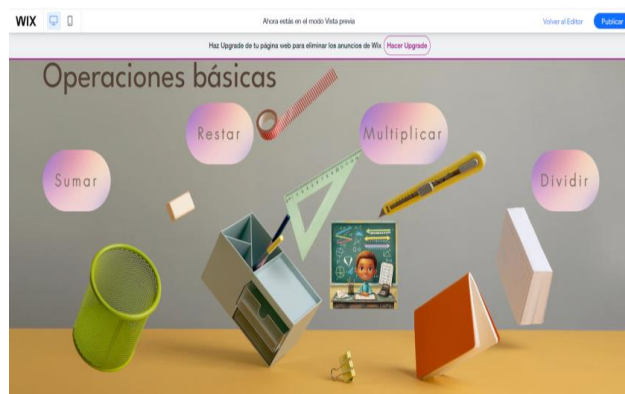 WIX
Ahora estás en el modo Vista previa
Volver al Editor
Publicar
Haz Upgrade de tu página web para eliminar los anuncios de Wix
Hacer Upgrade
Operaciones básicas
Restar
Multiplicar
Sumar
Dividir